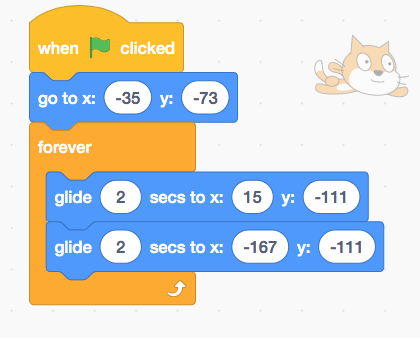 when clicked
go to x: -35 y: -73
forever
glide 2 secs to x: 15 y: -111
glide 2 secs to x: -167 y: -111